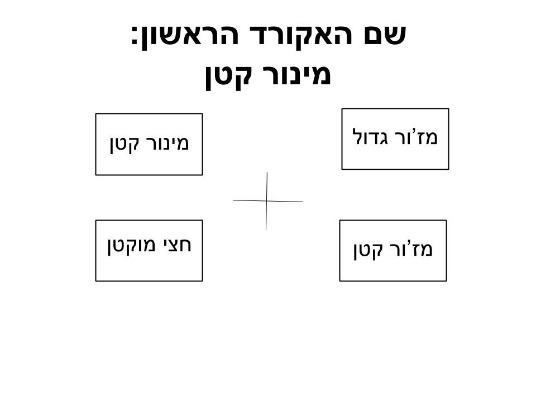 שם האקורד הראשון:
מינור קטן
מז'ור גדול
מינור קטן
מז'ור קטן
חצי מוקטן